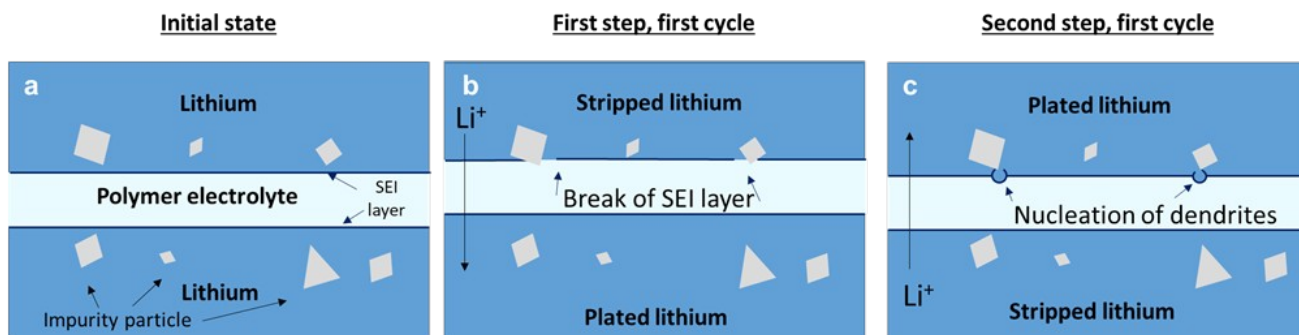 Initial state
First step, first cycle
Second step, first cycle
a
Lithium
Polymer electrolyte
SEI
layer
Lithium
Impurity particle
b
Stripped lithium
Li⁺
Break of SEI layer
Plated lithium
c
Plated lithium
Nucleation of dendrites
Li⁺
Stripped lithium